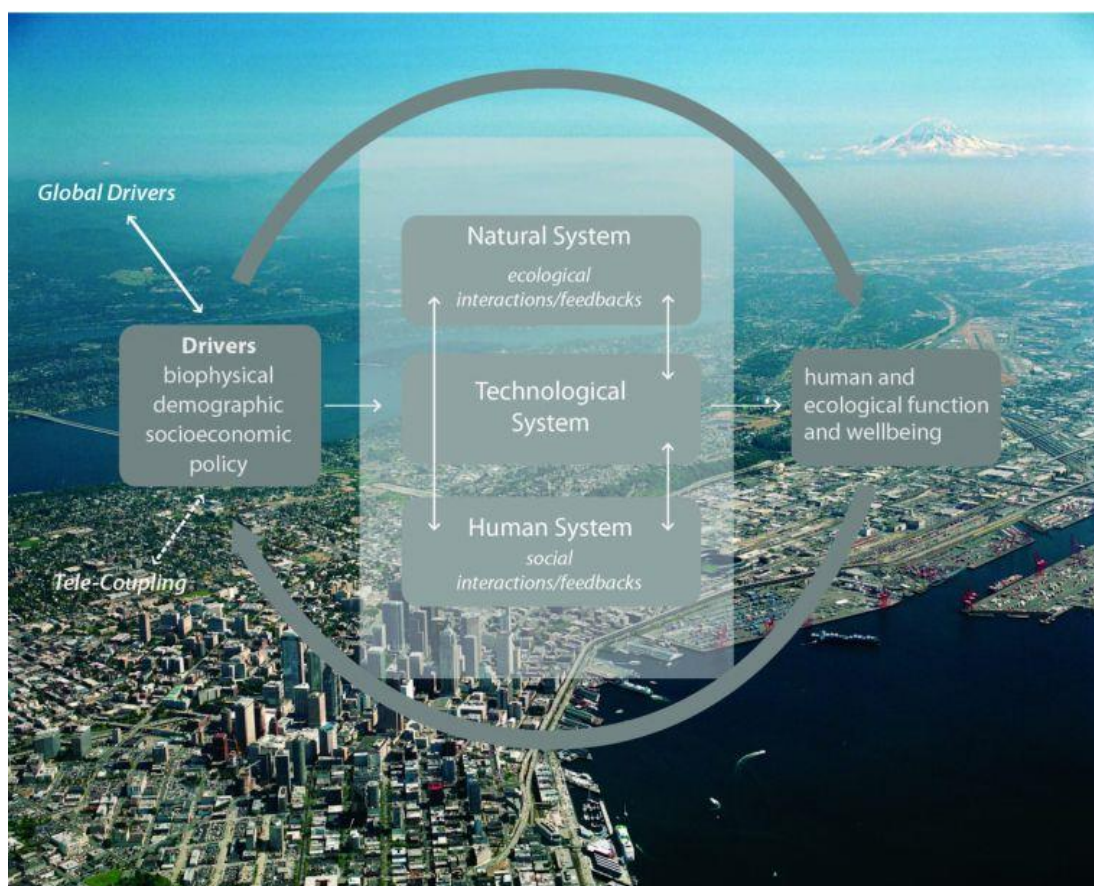 Global Drivers
Drivers
biophysical
demographic
socioeconomic
policy
Tele-Coupling
Natural System
ecological
interactions/feedbacks
Technological
System
Human System
social
interactions/feedbacks
human and
ecological function
and wellbeing